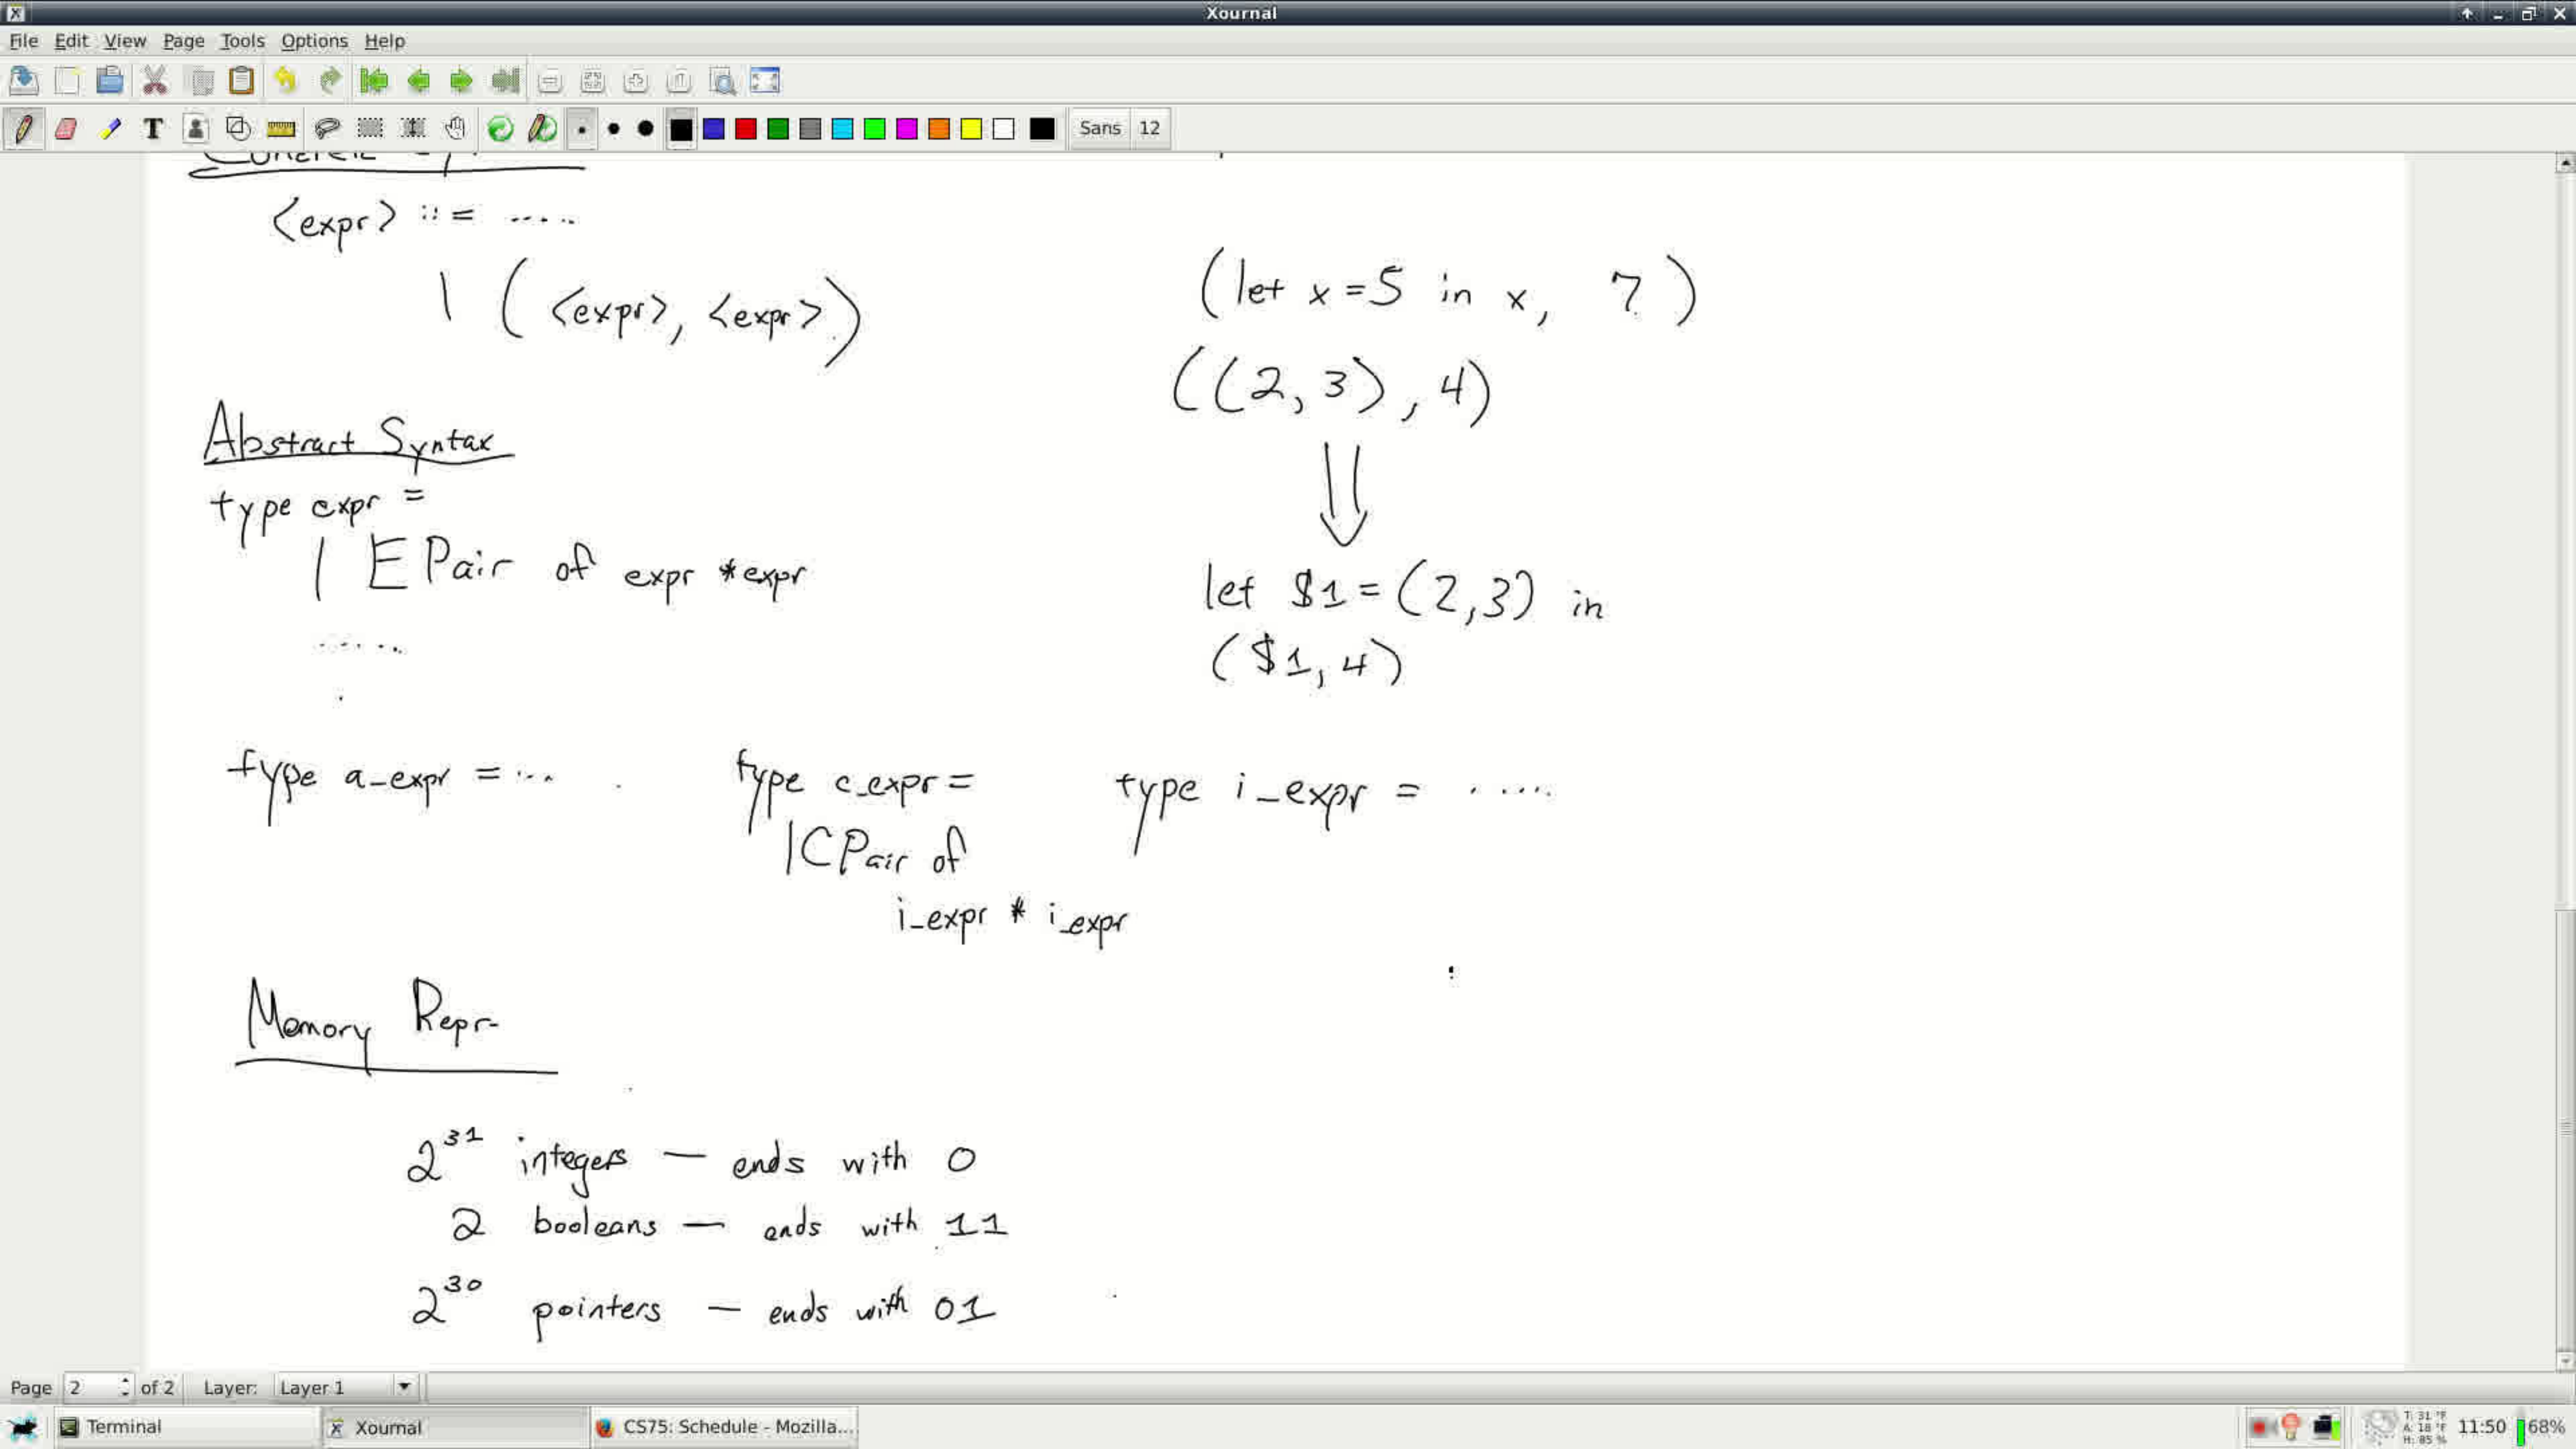 Xournal
File Edit View Page Tools Options Help
Sans 12
<expr> ::= .....
| ( <expr>, <expr> )
(let x = 5 in x, 7)
((2, 3), 4)
Abstract Syntax
type expr =
| EPair of expr * expr
......
let $1 = (2,3) in
($1, 4)
type a_expr = ...
type c_expr =
| CPair of
i_expr * i_expr
type i_expr = .....
Memory Repr.
2^31 integers — ends with 0
2 booleans — ends with 11
2^30 pointers — ends with 01
Page 2 of 2 Layer: Layer 1
Terminal Xournal CS75: Schedule - Mozilla...
T: 31 °F
A: 18 °F
H: 85 %
11:50 68%